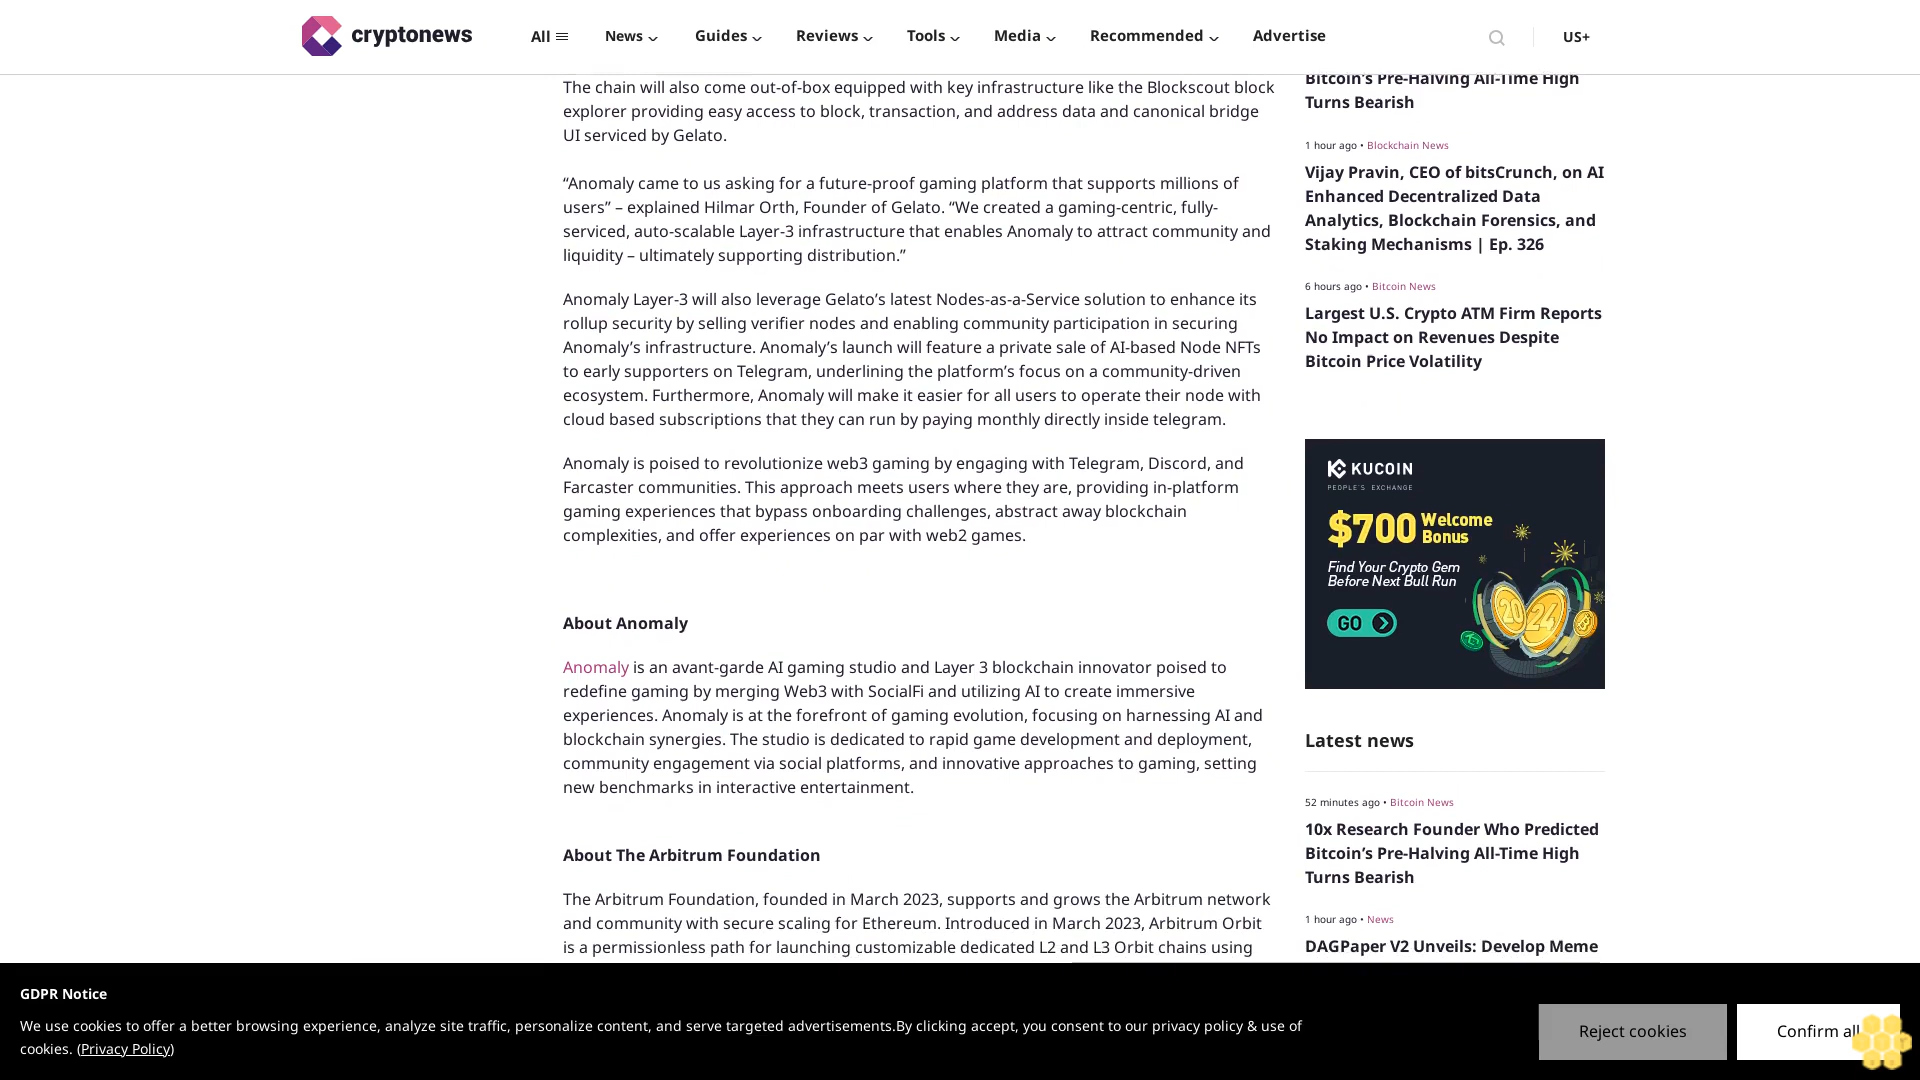 cryptonews
All
News
Guides
Reviews
Tools
Media
Recommended
Advertise
US+
The chain will also come out-of-box equipped with key infrastructure like the Blockscout block
explorer providing easy access to block, transaction, and address data and canonical bridge
UI serviced by Gelato.
“Anomaly came to us asking for a future-proof gaming platform that supports millions of
users” – explained Hilmar Orth, Founder of Gelato. “We created a gaming-centric, fully-
serviced, auto-scalable Layer-3 infrastructure that enables Anomaly to attract community and
liquidity – ultimately supporting distribution.”
Anomaly Layer-3 will also leverage Gelato’s latest Nodes-as-a-Service solution to enhance its
rollup security by selling verifier nodes and enabling community participation in securing
Anomaly’s infrastructure. Anomaly’s launch will feature a private sale of AI-based Node NFTs
to early supporters on Telegram, underlining the platform’s focus on a community-driven
ecosystem. Furthermore, Anomaly will make it easier for all users to operate their node with
cloud based subscriptions that they can run by paying monthly directly inside telegram.
Anomaly is poised to revolutionize web3 gaming by engaging with Telegram, Discord, and
Farcaster communities. This approach meets users where they are, providing in-platform
gaming experiences that bypass onboarding challenges, abstract away blockchain
complexities, and offer experiences on par with web2 games.
About Anomaly
Anomaly is an avant-garde AI gaming studio and Layer 3 blockchain innovator poised to
redefine gaming by merging Web3 with SocialFi and utilizing AI to create immersive
experiences. Anomaly is at the forefront of gaming evolution, focusing on harnessing AI and
blockchain synergies. The studio is dedicated to rapid game development and deployment,
community engagement via social platforms, and innovative approaches to gaming, setting
new benchmarks in interactive entertainment.
About The Arbitrum Foundation
The Arbitrum Foundation, founded in March 2023, supports and grows the Arbitrum network
and community with secure scaling for Ethereum. Introduced in March 2023, Arbitrum Orbit
is a permissionless path for launching customizable dedicated L2 and L3 Orbit chains using
Bitcoin’s Pre-Halving All-Time High
Turns Bearish
1 hour ago • Blockchain News
Vijay Pravin, CEO of bitsCrunch, on AI
Enhanced Decentralized Data
Analytics, Blockchain Forensics, and
Staking Mechanisms | Ep. 326
6 hours ago • Bitcoin News
Largest U.S. Crypto ATM Firm Reports
No Impact on Revenues Despite
Bitcoin Price Volatility
KUCOIN
PEOPLE'S EXCHANGE
$700 Welcome
Bonus
Find Your Crypto Gem
Before Next Bull Run
GO
20 24
Latest news
52 minutes ago • Bitcoin News
10x Research Founder Who Predicted
Bitcoin’s Pre-Halving All-Time High
Turns Bearish
1 hour ago • News
DAGPaper V2 Unveils: Develop Meme
GDPR Notice
We use cookies to offer a better browsing experience, analyze site traffic, personalize content, and serve targeted advertisements.By clicking accept, you consent to our privacy policy & use of
cookies. (Privacy Policy)
Reject cookies
Confirm all